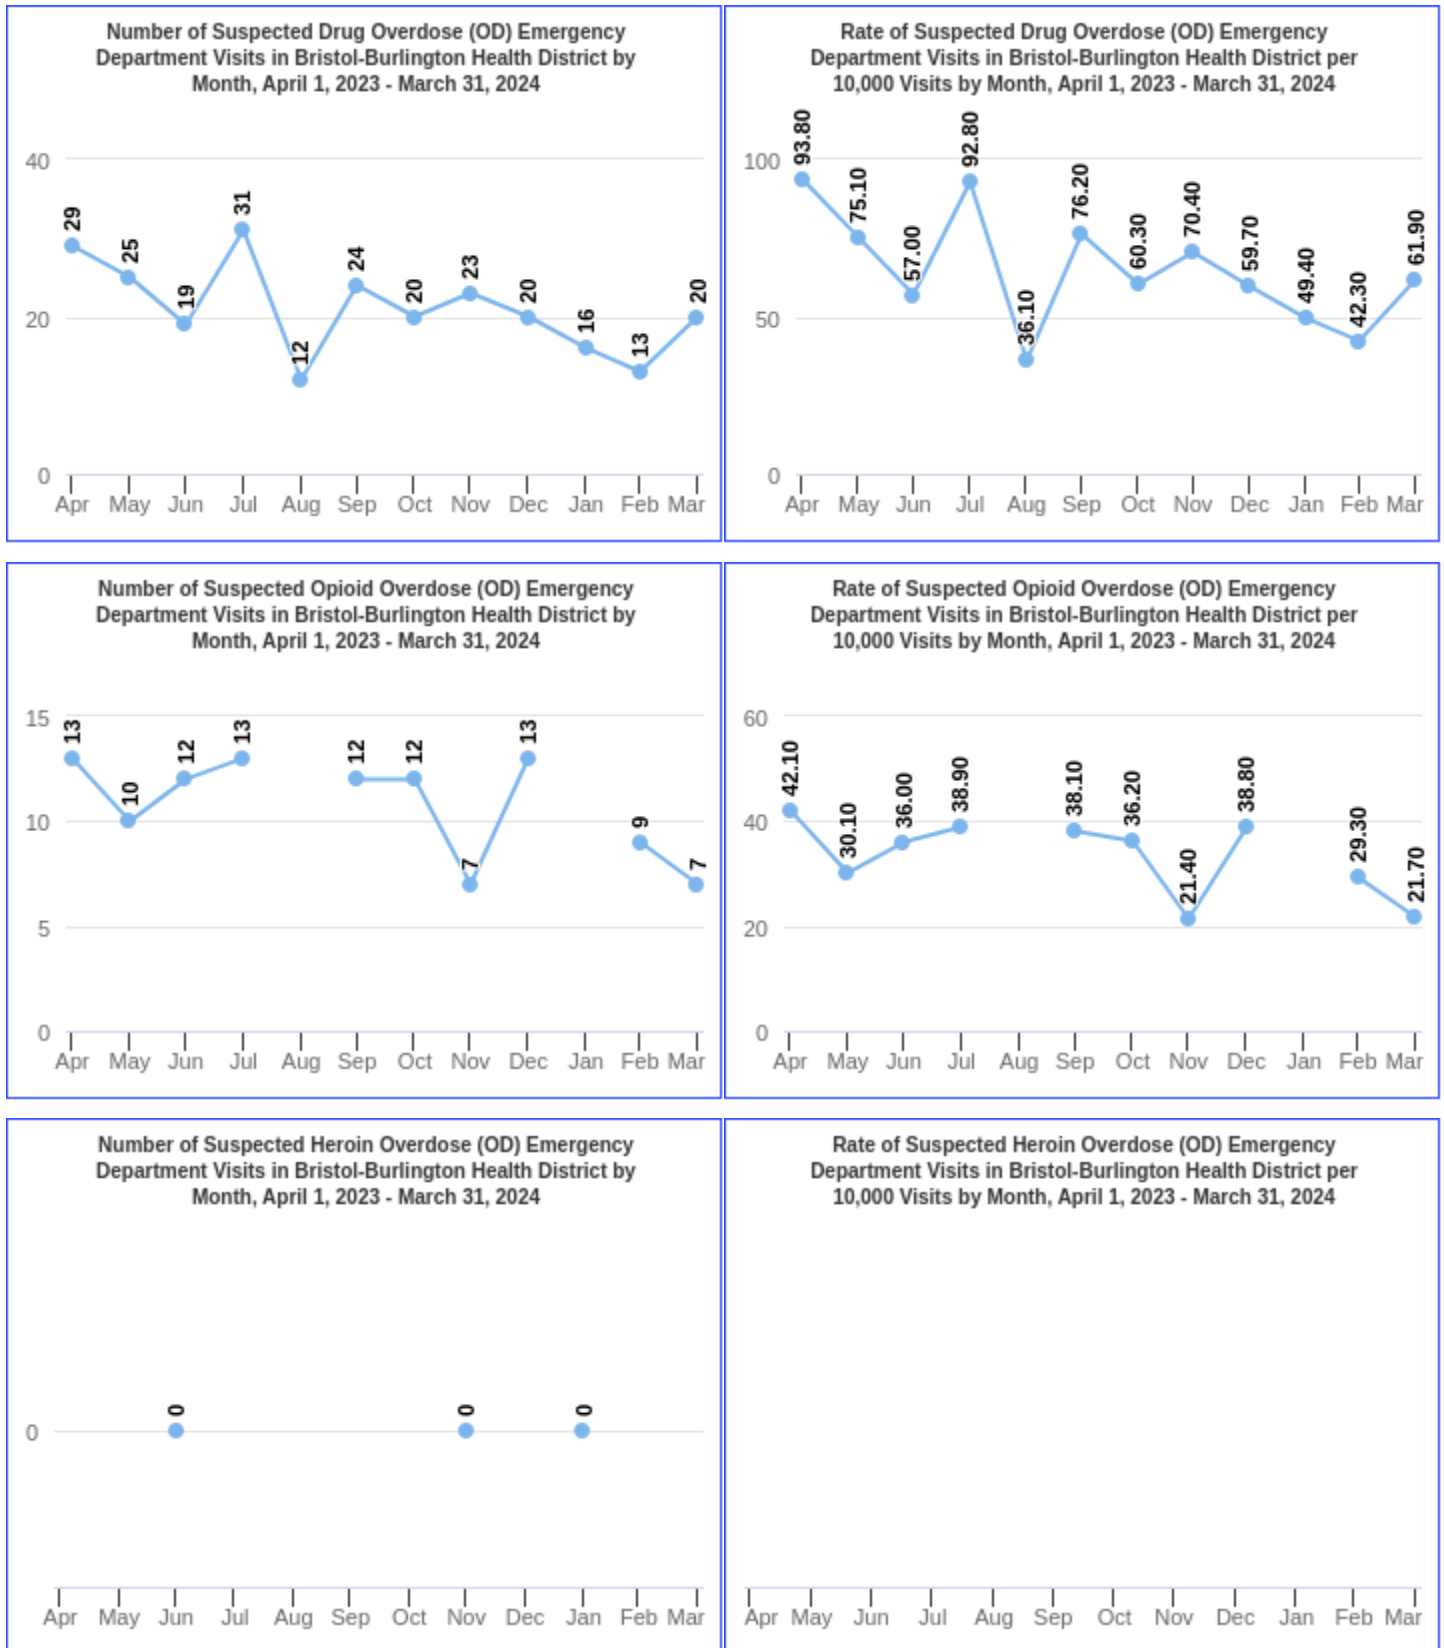 Number of Suspected Drug Overdose (OD) Emergency
Department Visits in Bristol-Burlington Health District by
Month, April 1, 2023 - March 31, 2024
40
20
0
29
25
19
31
12
24
20
23
20
16
13
20
Apr May Jun Jul Aug Sep Oct Nov Dec Jan Feb Mar
Rate of Suspected Drug Overdose (OD) Emergency
Department Visits in Bristol-Burlington Health District per
10,000 Visits by Month, April 1, 2023 - March 31, 2024
100
50
0
93.80
75.10
57.00
92.80
36.10
76.20
60.30
70.40
59.70
49.40
42.30
61.90
Apr May Jun Jul Aug Sep Oct Nov Dec Jan Feb Mar
Number of Suspected Opioid Overdose (OD) Emergency
Department Visits in Bristol-Burlington Health District by
Month, April 1, 2023 - March 31, 2024
15
10
5
0
13
10
12
13
12
12
7
13
9
7
Apr May Jun Jul Aug Sep Oct Nov Dec Jan Feb Mar
Rate of Suspected Opioid Overdose (OD) Emergency
Department Visits in Bristol-Burlington Health District per
10,000 Visits by Month, April 1, 2023 - March 31, 2024
60
40
20
0
42.10
30.10
36.00
38.90
38.10
36.20
21.40
38.80
29.30
21.70
Apr May Jun Jul Aug Sep Oct Nov Dec Jan Feb Mar
Number of Suspected Heroin Overdose (OD) Emergency
Department Visits in Bristol-Burlington Health District by
Month, April 1, 2023 - March 31, 2024
0
0
0
0
Apr May Jun Jul Aug Sep Oct Nov Dec Jan Feb Mar
Rate of Suspected Heroin Overdose (OD) Emergency
Department Visits in Bristol-Burlington Health District per
10,000 Visits by Month, April 1, 2023 - March 31, 2024
Apr May Jun Jul Aug Sep Oct Nov Dec Jan Feb Mar